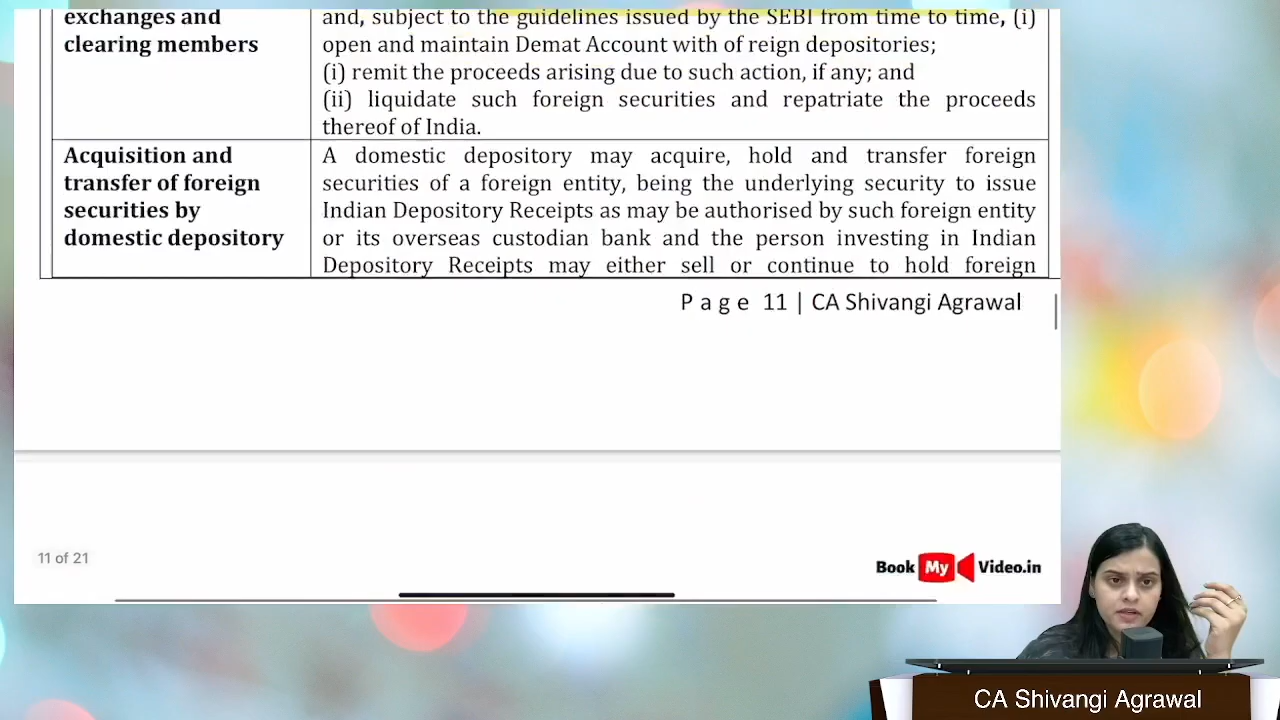 exchanges and
clearing members
and, subject to the guidelines issued by the SEBI from time to time, (i)
open and maintain Demat Account with of reign depositories;
(i) remit the proceeds arising due to such action, if any; and
(ii) liquidate such foreign securities and repatriate the proceeds
thereof of India.
Acquisition and
transfer of foreign
securities by
domestic depository
A domestic depository may acquire, hold and transfer foreign
securities of a foreign entity, being the underlying security to issue
Indian Depository Receipts as may be authorised by such foreign entity
or its overseas custodian bank and the person investing in Indian
Depository Receipts may either sell or continue to hold foreign
P a g e 11 | CA Shivangi Agrawal
11 of 21
Book My Video.in
CA Shivangi Agrawal